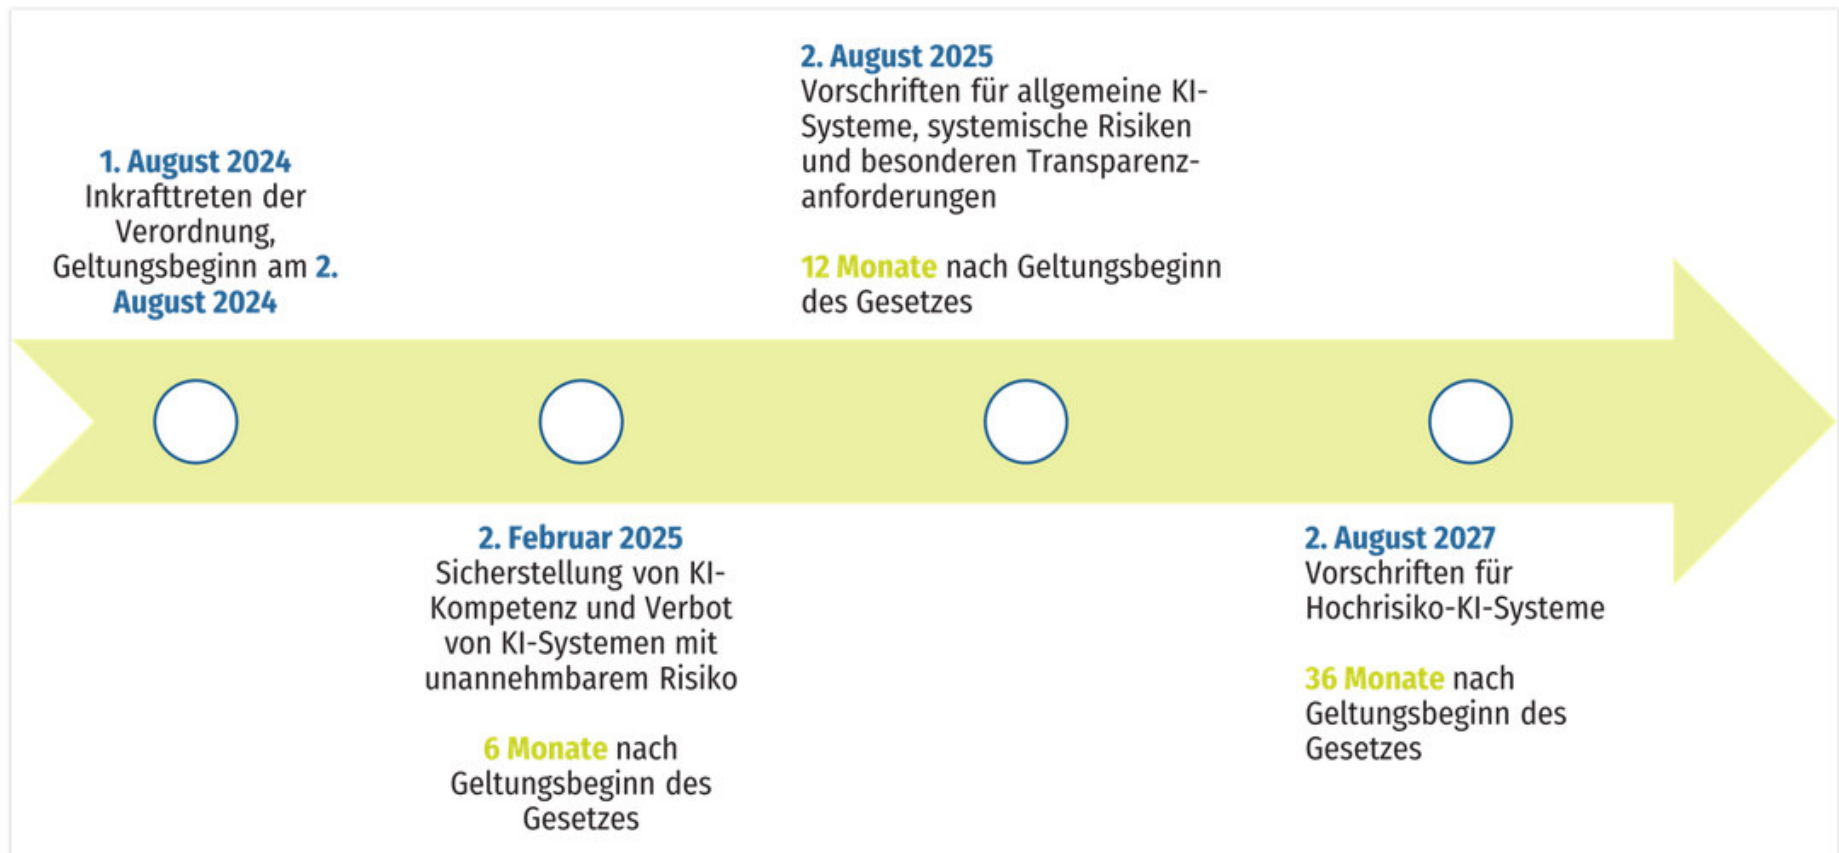 1. August 2024
Inkrafttreten der
Verordnung,
Geltungsbeginn am 2.
August 2024
2. Februar 2025
Sicherstellung von KI-
Kompetenz und Verbot
von KI-Systemen mit
unannehmbarem Risiko
6 Monate nach
Geltungsbeginn des
Gesetzes
2. August 2025
Vorschriften für allgemeine KI-
Systeme, systemische Risiken
und besonderen Transparenz-
anforderungen
12 Monate nach Geltungsbeginn
des Gesetzes
2. August 2027
Vorschriften für
Hochrisiko-KI-Systeme
36 Monate nach
Geltungsbeginn des
Gesetzes